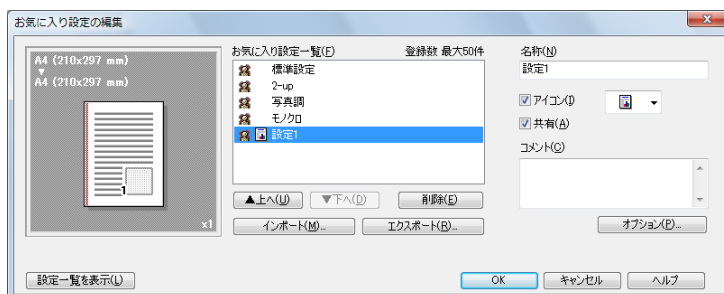 お気に入り設定の編集
A4 (210x297 mm)
A4 (210x297 mm)
1
x1
お気に入り設定一覧(F)
登録数 最大50件
標準設定
2-up
写真調
モノクロ
設定1
▲上へ(U)
▼下へ(D)
削除(E)
インポート(M)...
エクスポート(R)...
名称(N)
設定1
アイコン(I)
共有(A)
コメント(C)
オプション(P)...
設定一覧を表示(L)
OK
キャンセル
ヘルプ